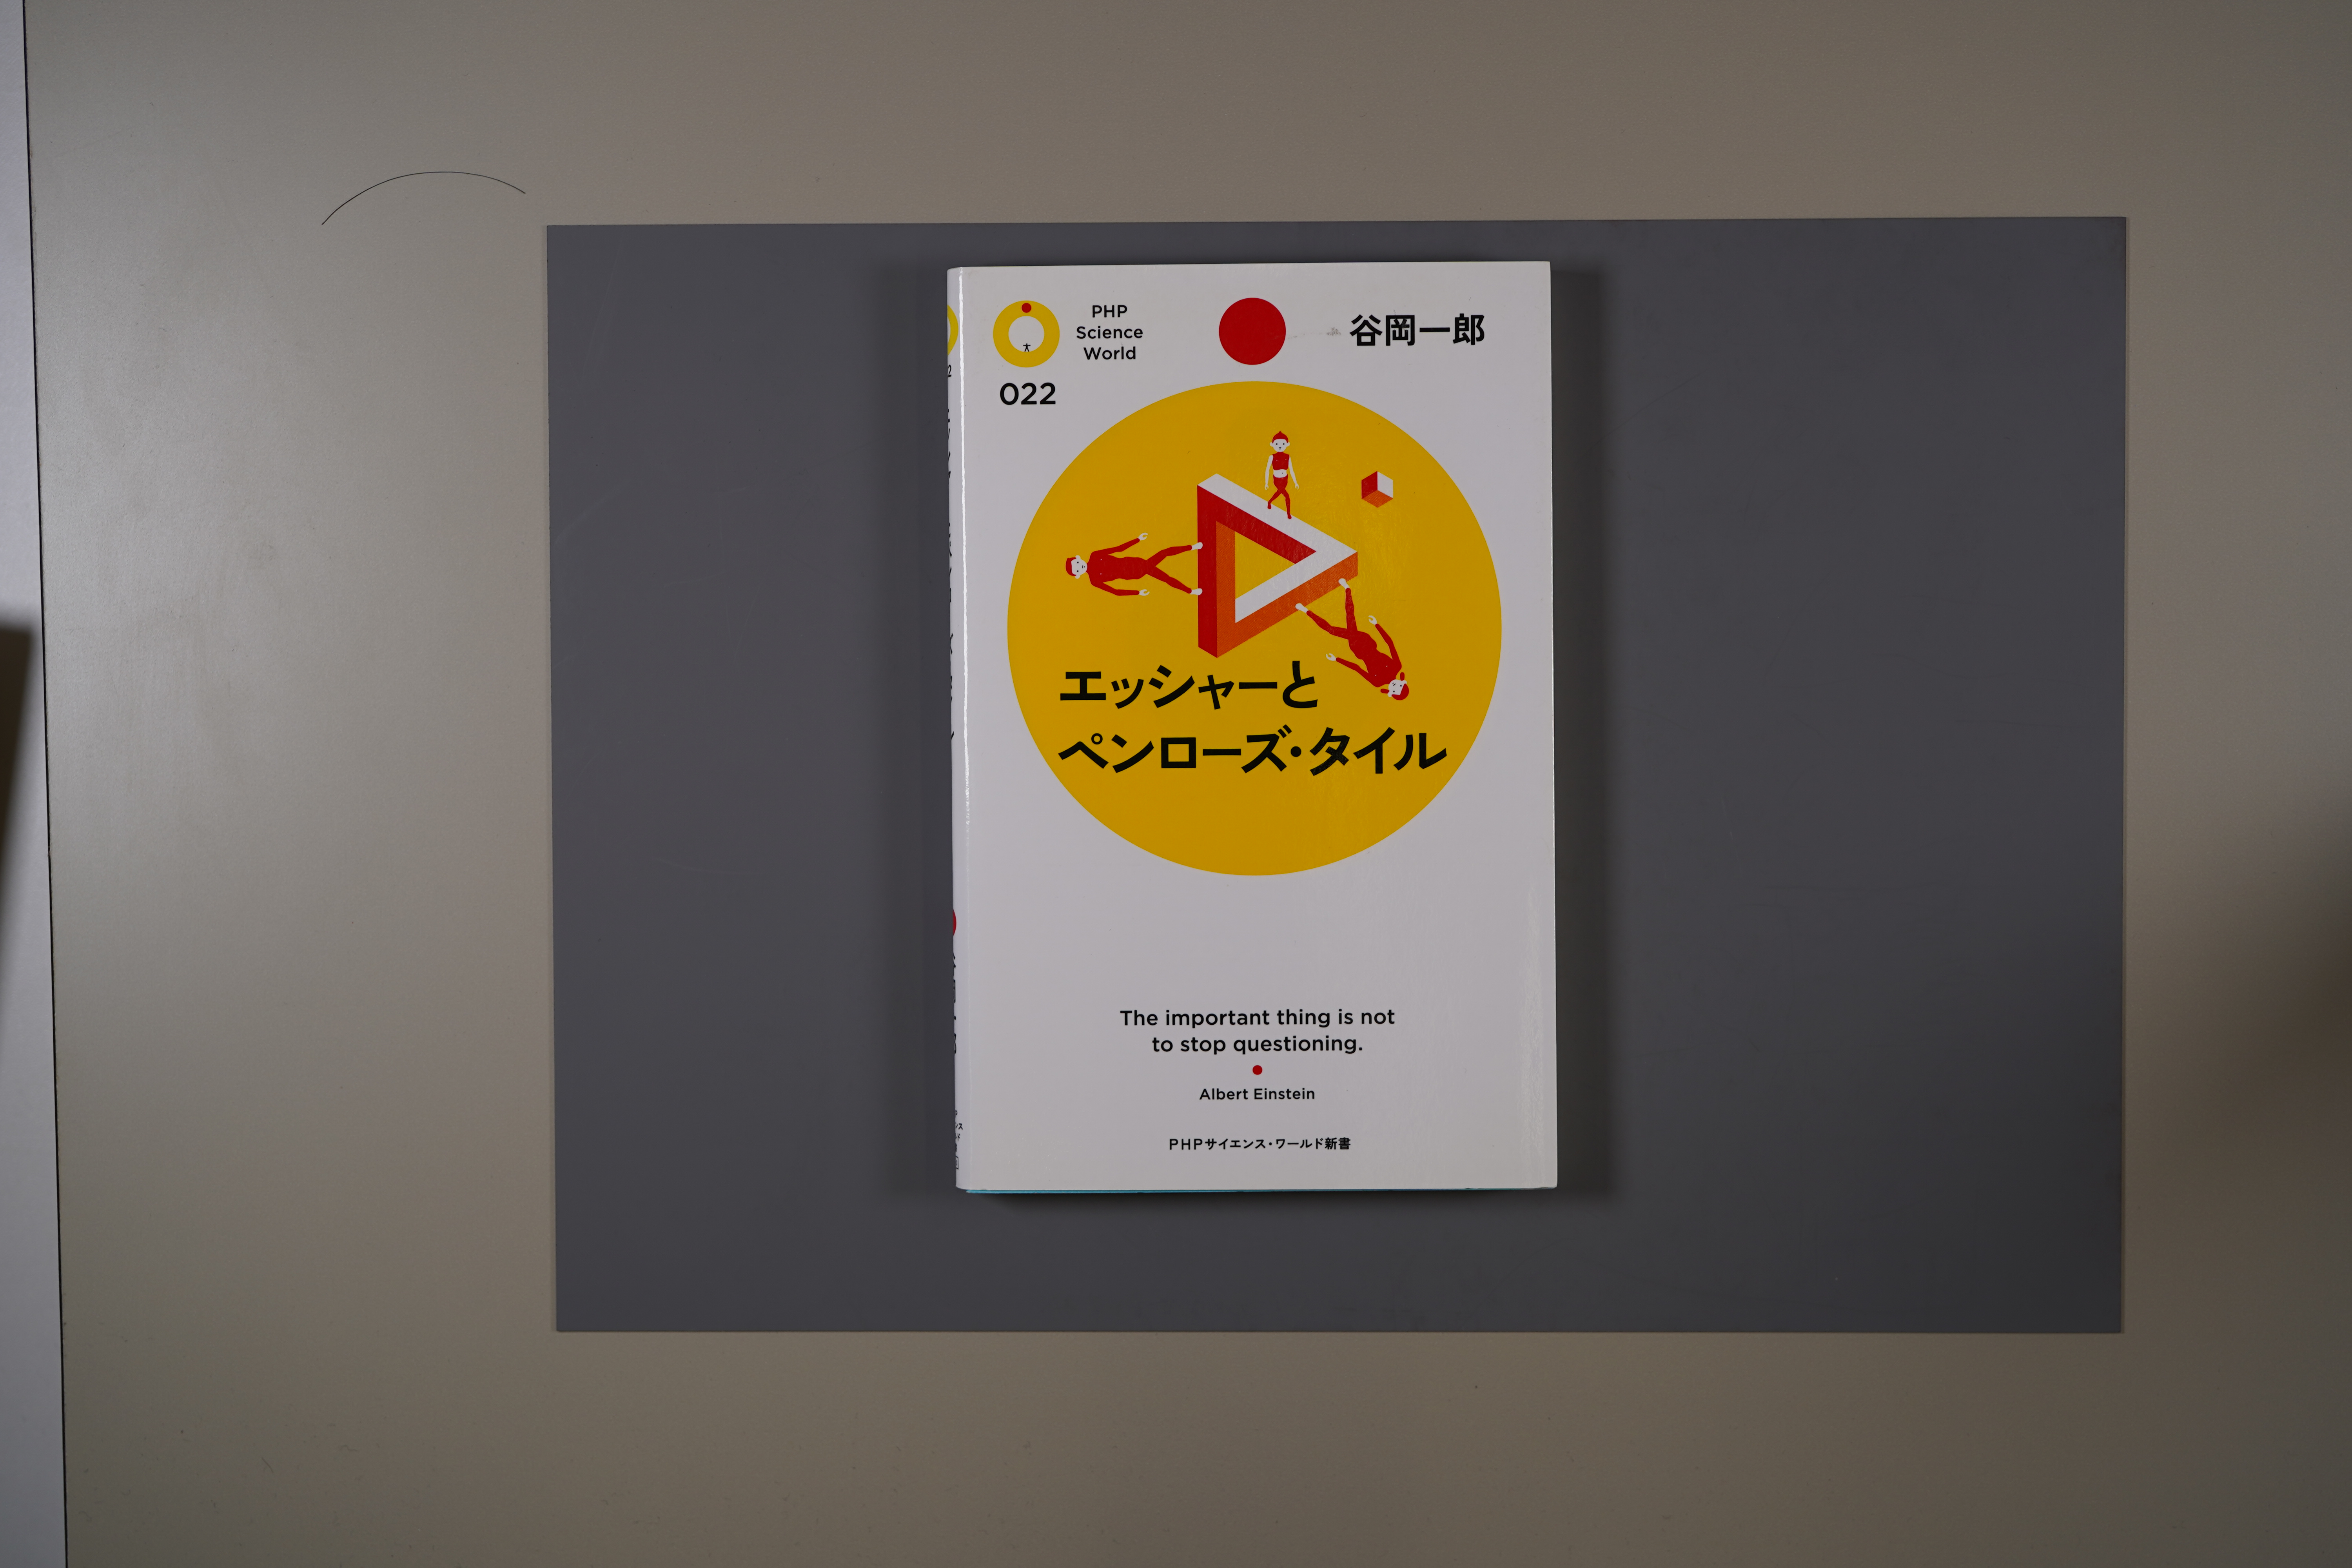 PHP
Science
World
022
谷岡一郎
エッシャーと
ペンローズ・タイル
The important thing is not
to stop questioning.
Albert Einstein
PHPサイエンス・ワールド新書